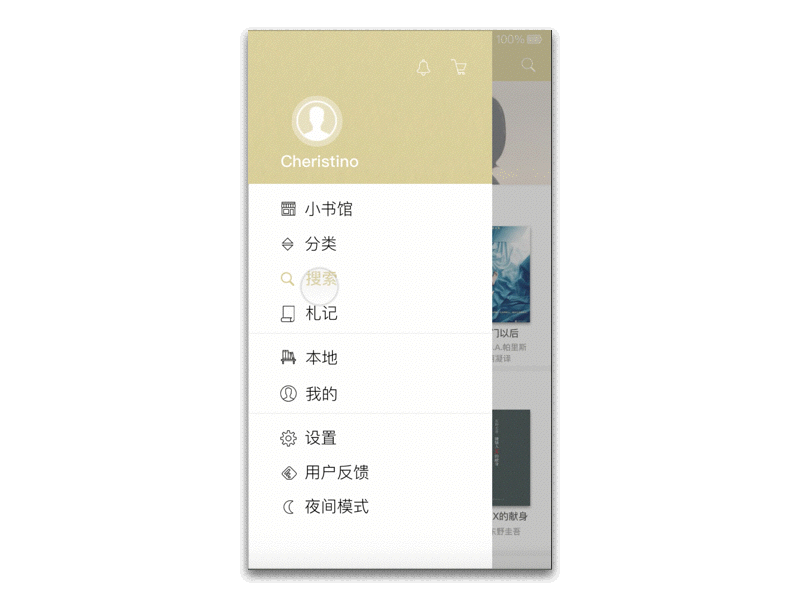 100%
Cheristino
小书馆
分类
搜索
札记
门以后
.A.帕里斯
凝译
本地
我的
X的献身
东野圭吾
设置
用户反馈
夜间模式